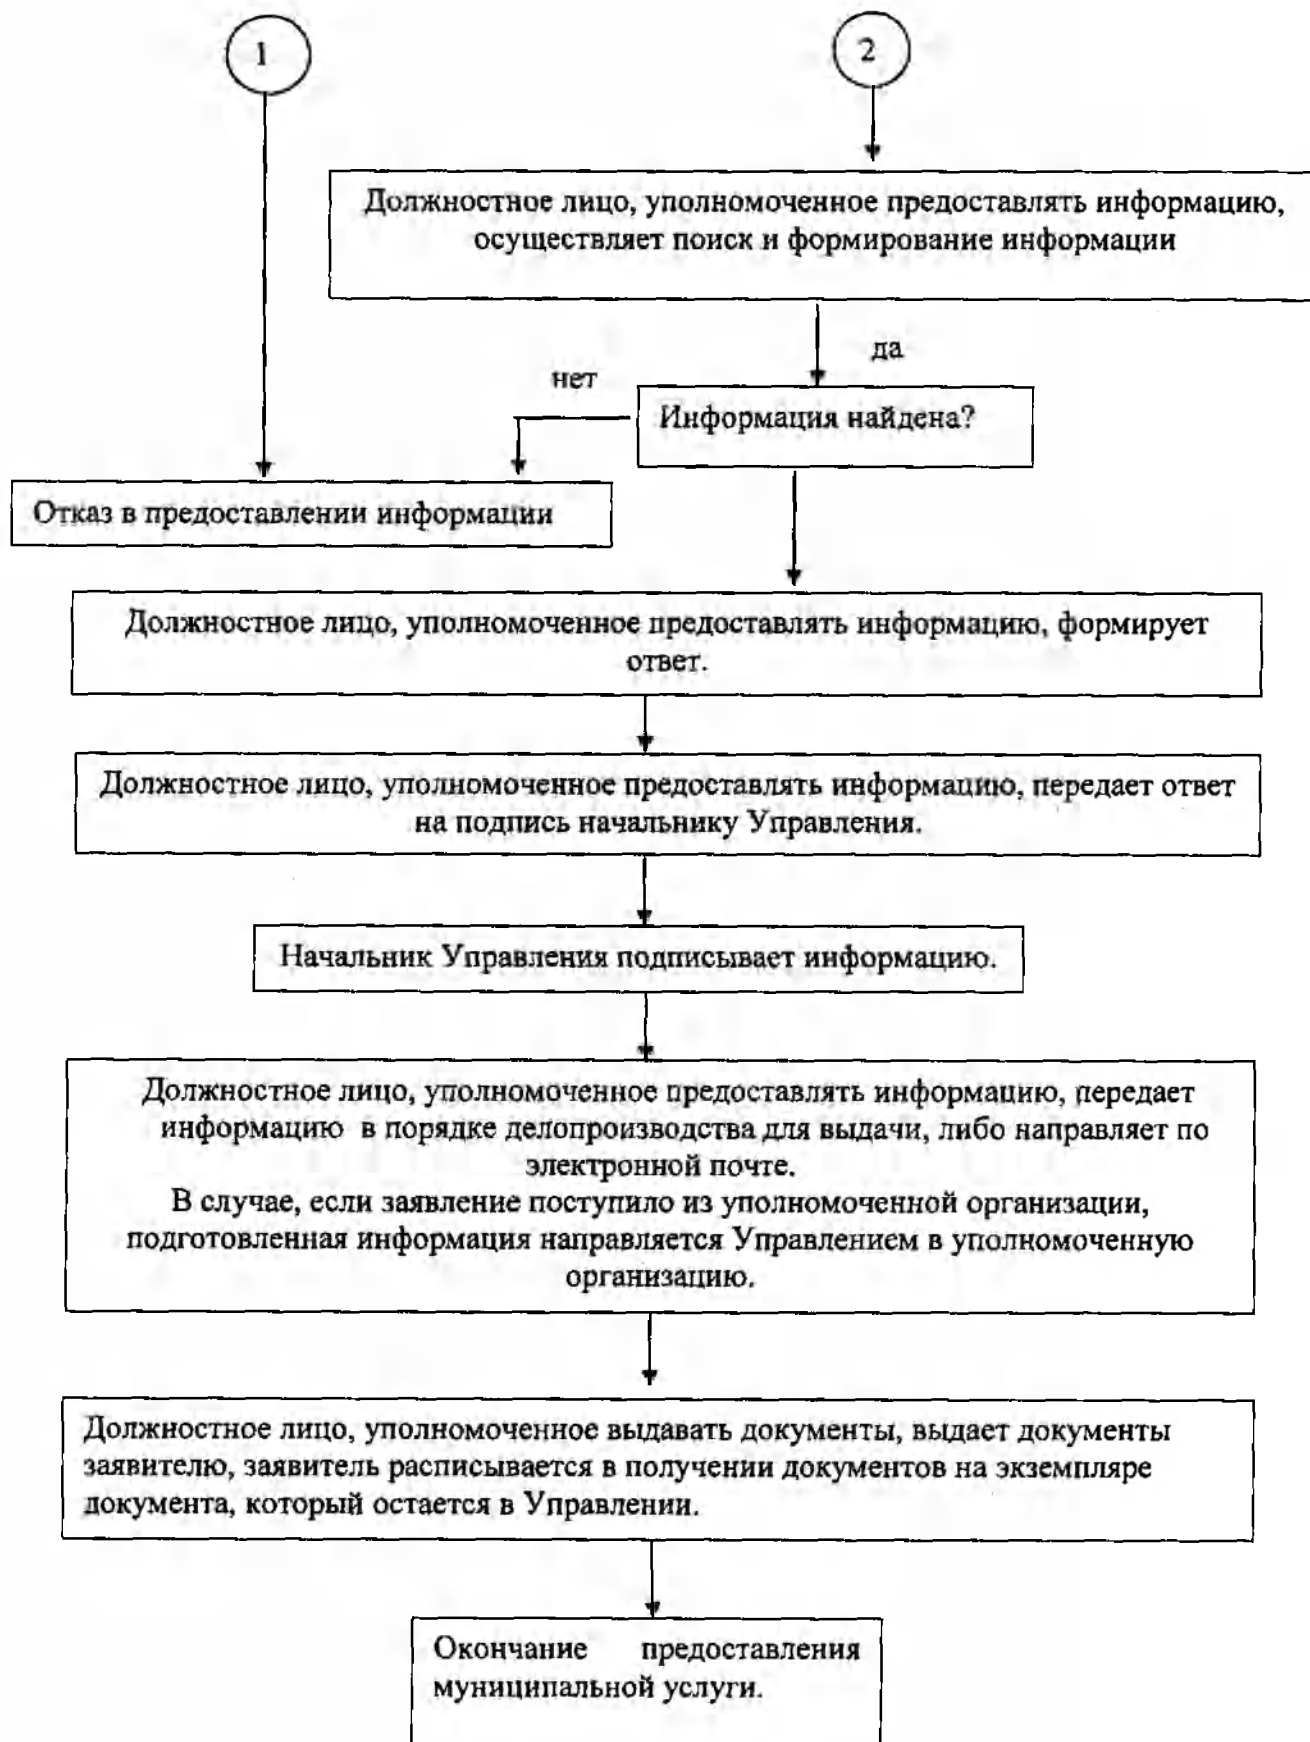 1
2
Должностное лицо, уполномоченное предоставлять информацию,
осуществляет поиск и формирование информации
да
нет
Информация найдена?
Отказ в предоставлении информации
Должностное лицо, уполномоченное предоставлять информацию, формирует
ответ.
Должностное лицо, уполномоченное предоставлять информацию, передает ответ
на подпись начальнику Управления.
Начальник Управления подписывает информацию.
Должностное лицо, уполномоченное предоставлять информацию, передает
информацию в порядке делопроизводства для выдачи, либо направляет по
электронной почте.
В случае, если заявление поступило из уполномоченной организации,
подготовленная информация направляется Управлением в уполномоченную
организацию.
Должностное лицо, уполномоченное выдавать документы, выдает документы
заявителю, заявитель расписывается в получении документов на экземпляре
документа, который остается в Управлении.
Окончание предоставления
муниципальной услуги.